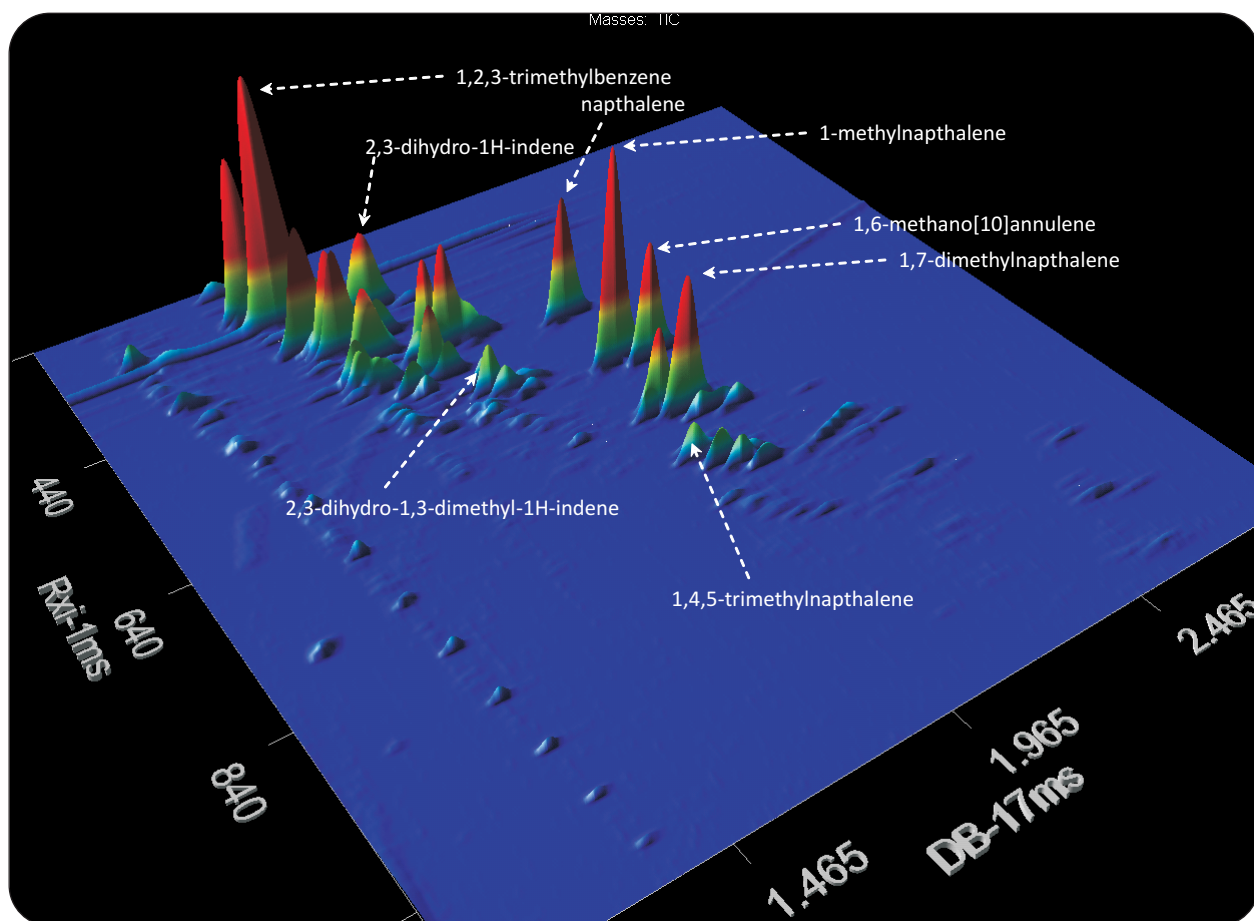 Masses: TIC
1,2,3-trimethylbenzene
napthalene
2,3-dihydro-1H-indene
1-methylnapthalene
1,6-methano[10]annulene
1,7-dimethylnapthalene
2,3-dihydro-1,3-dimethyl-1H-indene
1,4,5-trimethylnapthalene
440
640
840
Rxi-1ms
1.465
1.965
2.465
DB-17ms